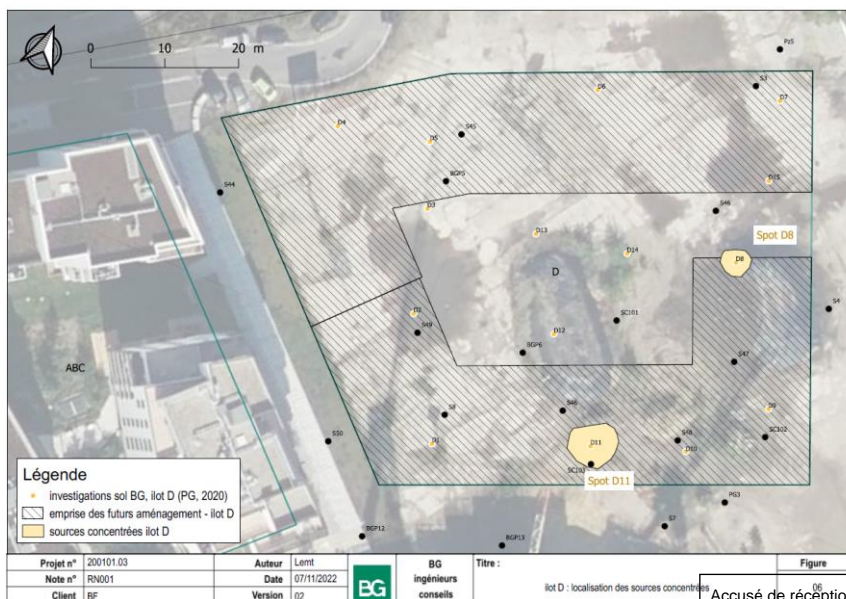 0 10 20 m
Pz5
S3
D6
D7
D4
S45
D5
BGP5
D15
S44
D3
S46
D13
Spot D8
D14
D8
D
D2
SC101
S4
S49
D12
BGP6
S47
ABC
S8
S46
D9
S50
D1
D11
S48
SC102
D10
SC103
Spot D11
PG3
S7
BGP12
BGP13
Légende
investigations sol BG, ilot D (PG, 2020)
emprise des futurs aménagement - ilot D
sources concentrées ilot D
Projet n° 200101.03 Auteur Lemt BG Titre : Figure
Note n° RN001 Date 07/11/2022 BG ingénieurs ilot D : localisation des sources concentrées 06
Client BF Version 02 conseils
Accusé de réception